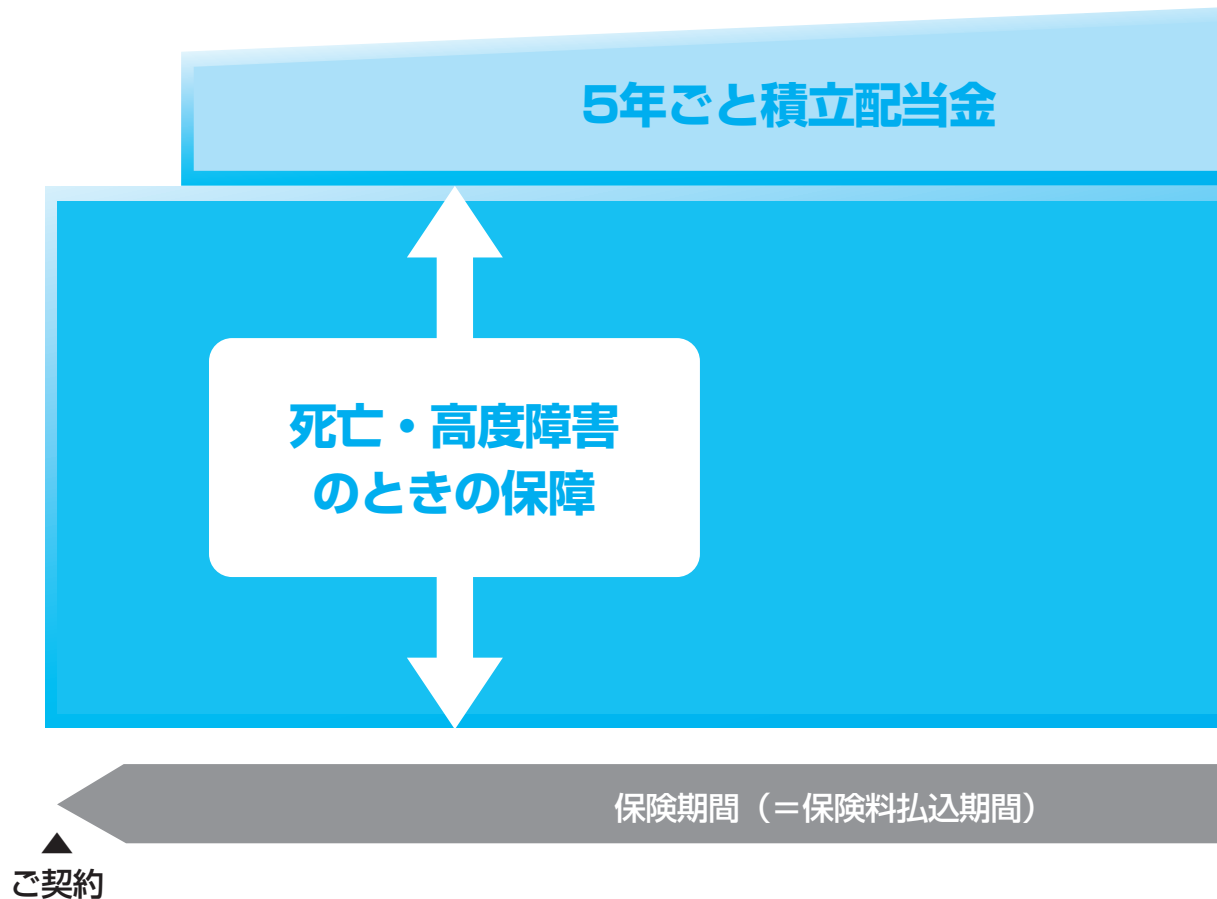 5年ごと積立配当金
死亡・高度障害
のときの保障
保険期間（＝保険料払込期間）
▲
ご契約